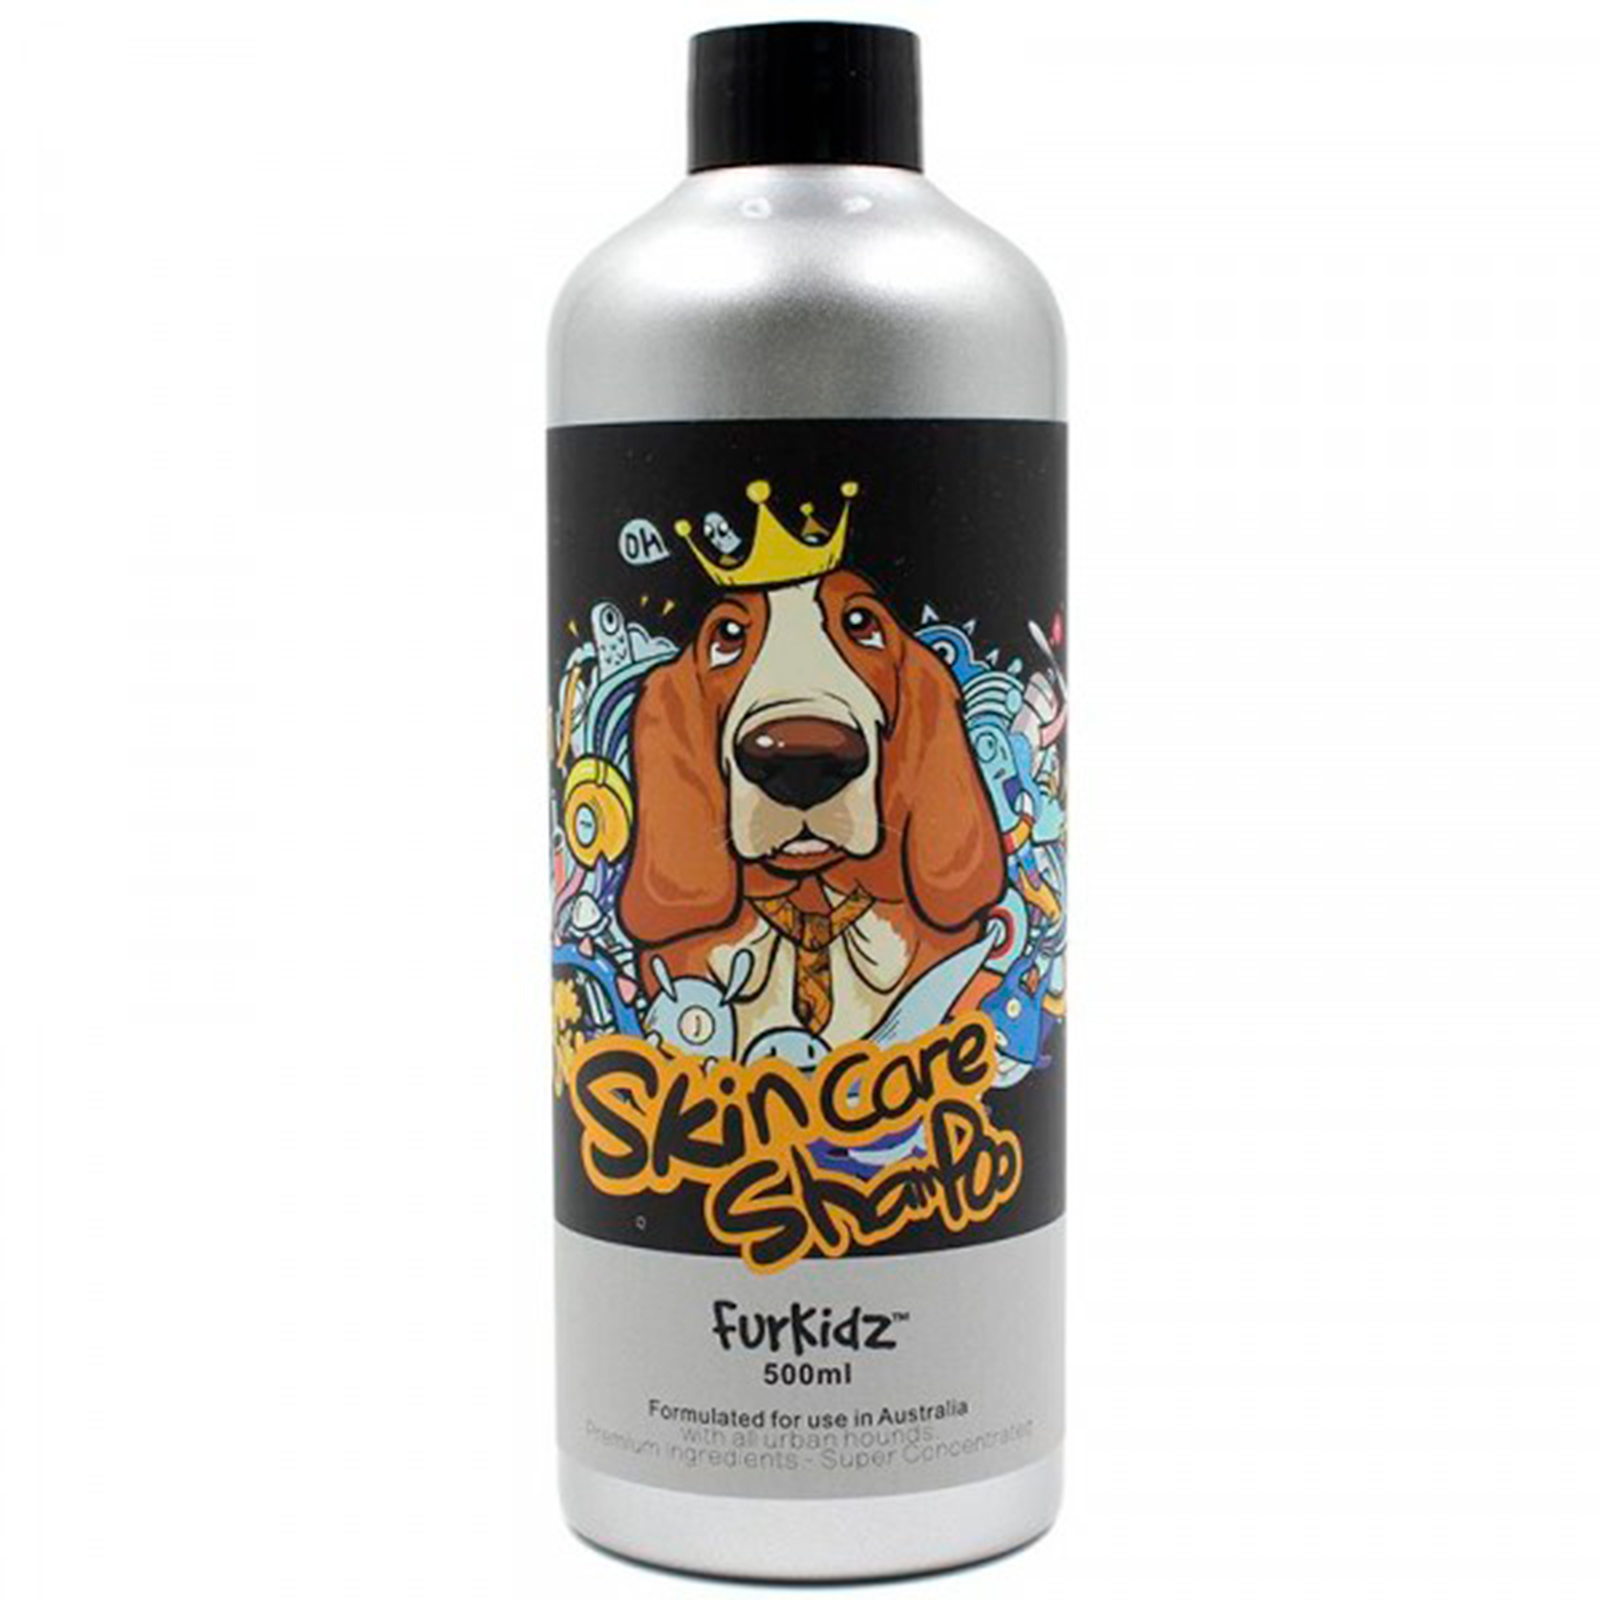 OH
Skin care
ShamPoo
FurKidz™
500ml
Formulated for use in Australia
with all urban hounds.
Premium Ingredients - Super Concentrated